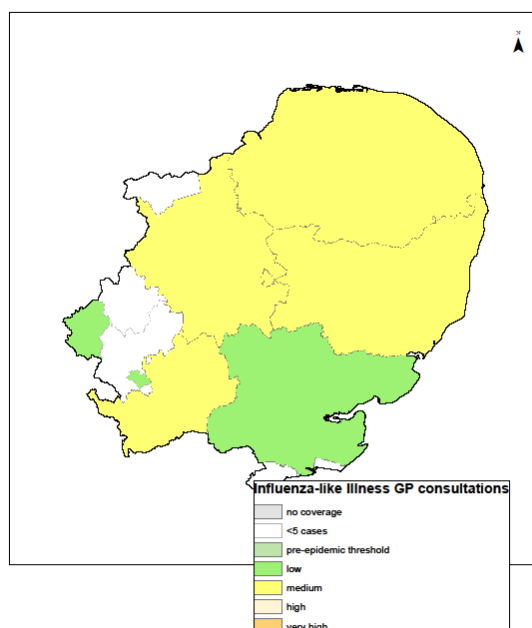 N
Influenza-like Illness GP consultations
no coverage
<5 cases
pre-epidemic threshold
low
medium
high
very high